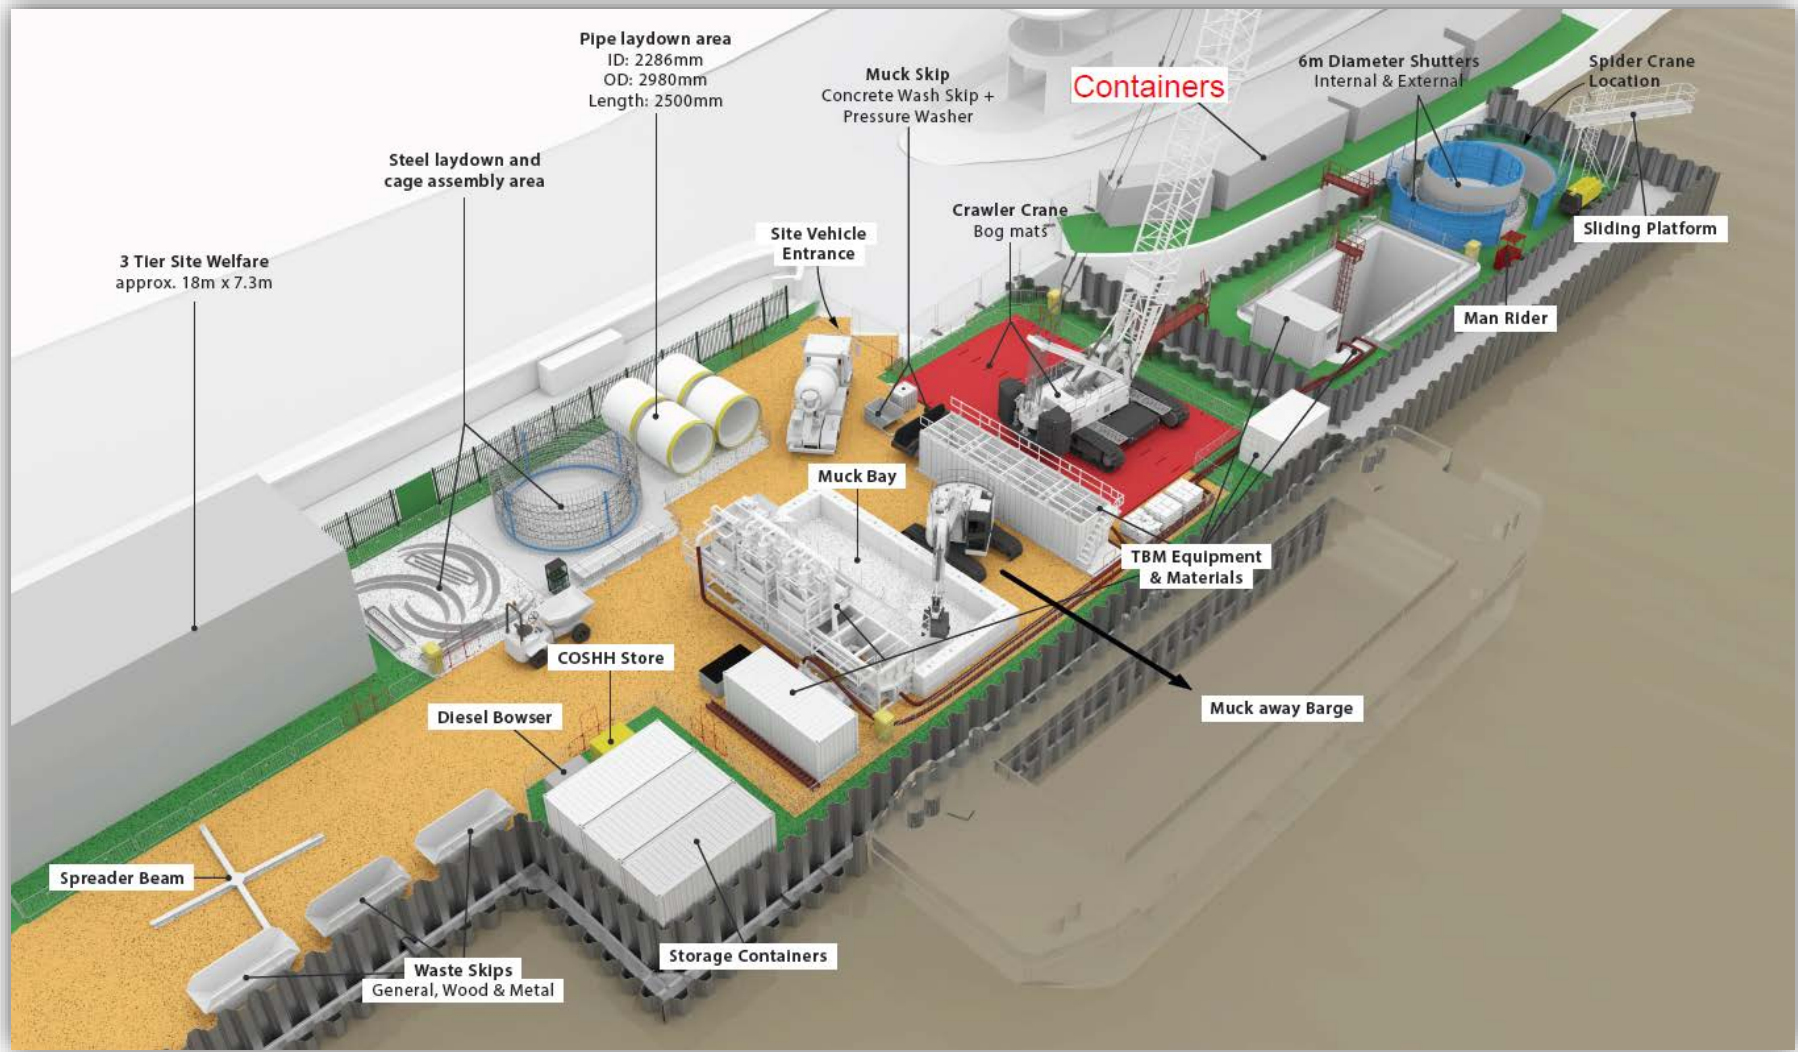 Pipe laydown area
ID: 2286mm
OD: 2980mm
Length: 2500mm
Muck Skip
Concrete Wash Skip +
Pressure Washer
Containers
6m Diameter Shutters
Internal & External
Spider Crane
Location
Steel laydown and
cage assembly area
Crawler Crane
Bog mats
Site Vehicle
Entrance
Sliding Platform
3 Tier Site Welfare
approx. 18m x 7.3m
Man Rider
Muck Bay
TBM Equipment
& Materials
COSHH Store
Diesel Bowser
Muck away Barge
Spreader Beam
Storage Containers
Waste Skips
General, Wood & Metal